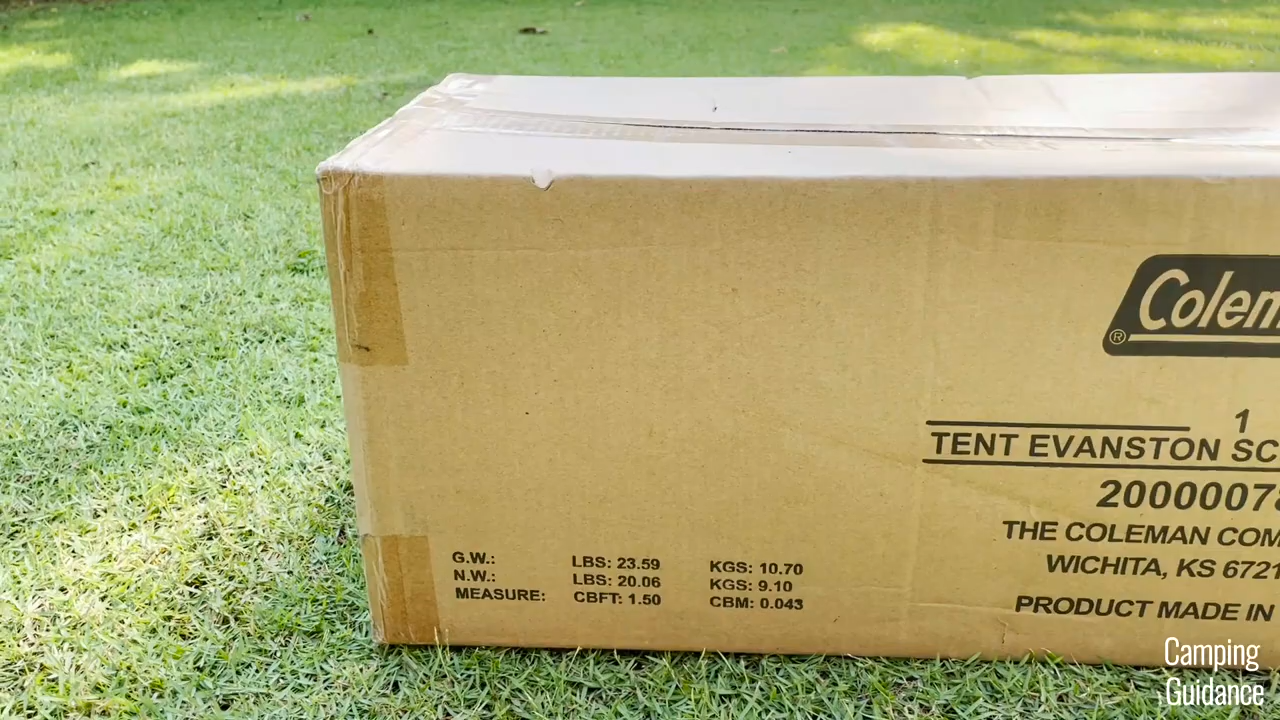 Colem
®
1
TENT EVANSTON SC
2000007
THE COLEMAN COM
WICHITA, KS 6721
PRODUCT MADE IN
G.W.: LBS: 23.59 KGS: 10.70
N.W.: LBS: 20.06 KGS: 9.10
MEASURE: CBFT: 1.50 CBM: 0.043
Camping
Guidance